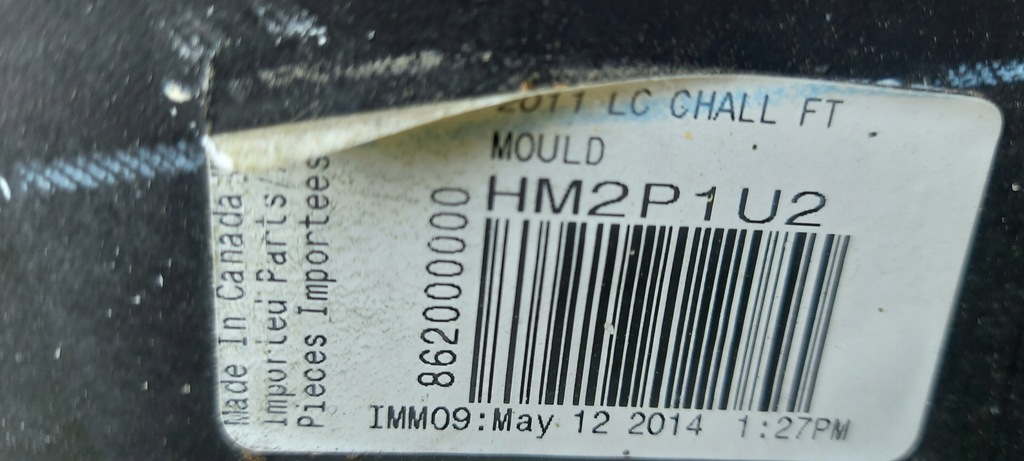 2011 LC CHALL FT
MOULD
HM2P1U2
862000000
IMM09:May 12 2014 1:27PM
Made In Canada
Imported Parts/
Pieces Importees